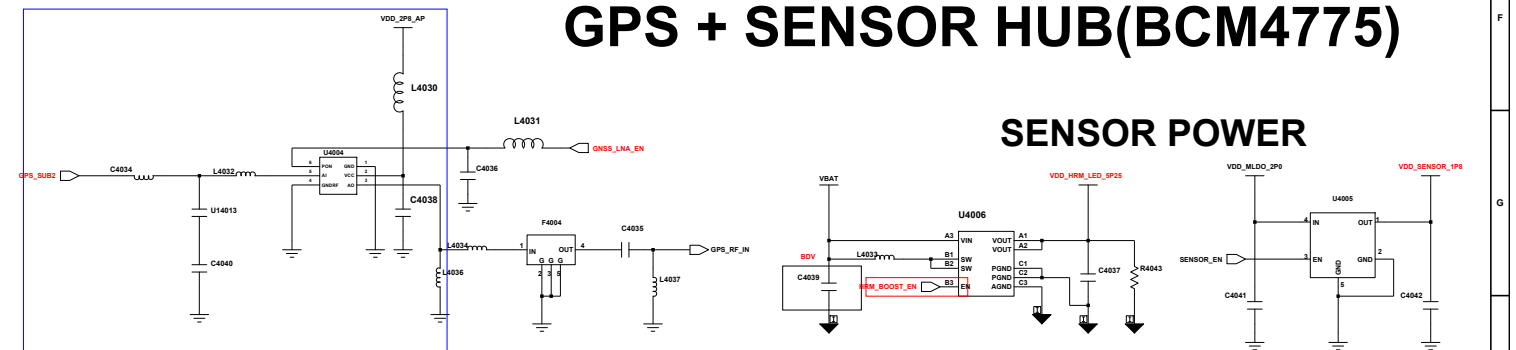 GPS + SENSOR HUB(BCM4775)
F
VDD_2P8_AP
L4030
L4031
SENSOR POWER
GNSS_LNA_EN
U4004
C4034
L4032
C4036
GPS_SUB2
6 PON GND 1
5 AI VCC 2
4 GNDRF AO 3
C4038
U14013
C4040
L4034
L4036
F4004
1 IN OUT 4
G G G
2 3 5
C4035
GPS_RF_IN
L4037
VBAT
VDD_HRM_LED_5P25
U4006
BDV
L4033
C4039
HRM_BOOST_EN
A3 VIN VOUT A1
VOUT A2
B1 SW
B2 SW PGND C1
PGND C2
B3 EN AGND C3
C4037
R4043
VDD_MLDO_2P0
VDD_SENSOR_1P8
U4005
4 IN OUT 1
SENSOR_EN
3 EN GND 2
GND
5
C4041
C4042
G